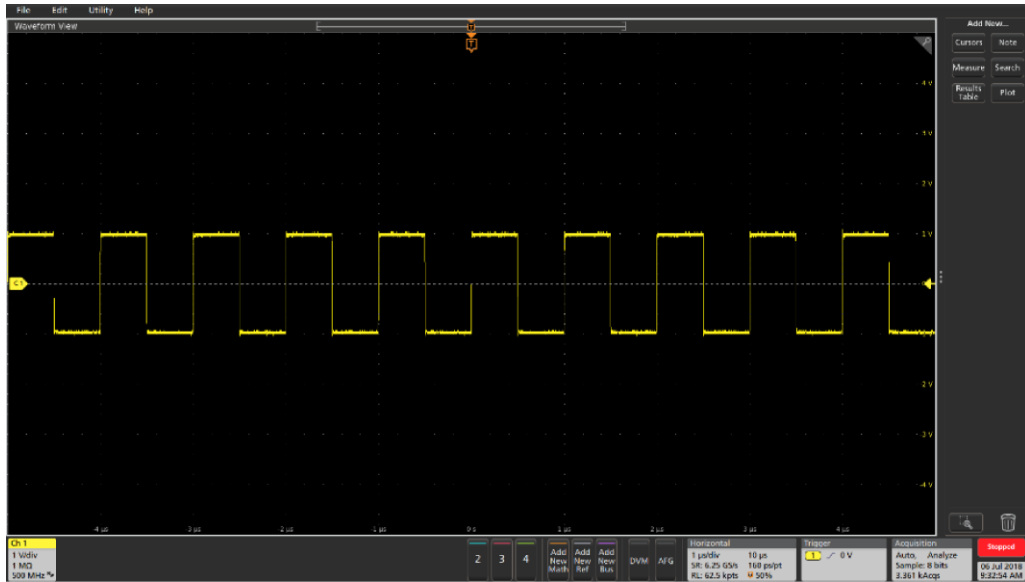 File Edit Utility Help
Waveform View
Add New...
T
T
Cursors Note
Measure Search
Results Table Plot
4 V
3 V
2 V
1 V
C1
-2 V
-3 V
-4 V
-4 µs -3 µs -2 µs -1 µs 0 s 1 µs 2 µs 3 µs 4 µs
Ch 1
1 V/div
1 MΩ
500 MHz
2 3 4
Add New Math
Add New Ref
Add New Bus
DVM AFG
Horizontal
1 µs/div 10 µs
SR: 6.25 GS/s 160 ps/pt
RL: 62.5 kpts 50%
Trigger
1 0 V
Acquisition
Auto, Analyze
Sample: 8 bits
3.361 kAcqs
Stopped
06 Jul 2018
9:32:54 AM